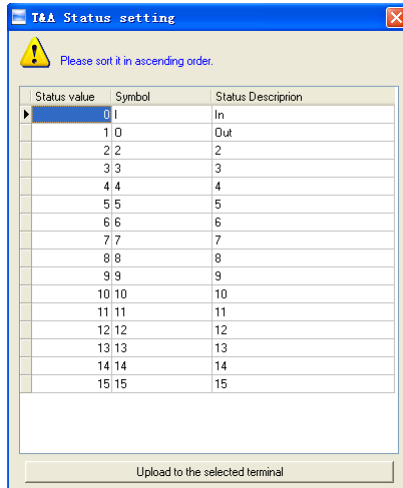 T&A Status setting
Please sort it in ascending order.
Status value Symbol Status Descriprion
0 I In
1 O Out
2 2 2
3 3 3
4 4 4
5 5 5
6 6 6
7 7 7
8 8 8
9 9 9
10 10 10
11 11 11
12 12 12
13 13 13
14 14 14
15 15 15
Upload to the selected terminal